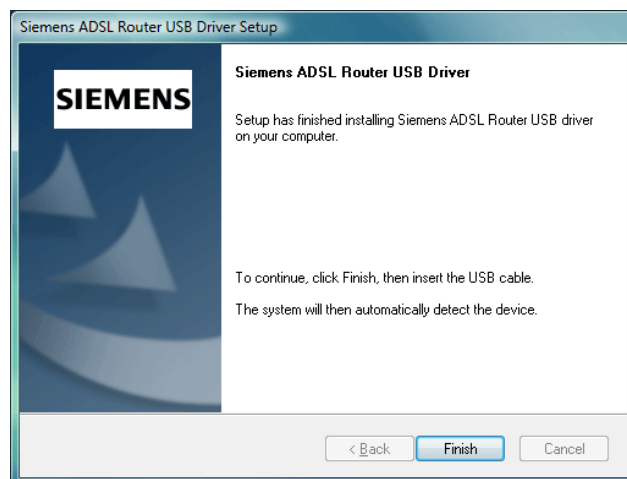 Siemens ADSL Router USB Driver Setup
SIEMENS
Siemens ADSL Router USB Driver
Setup has finished installing Siemens ADSL Router USB driver
on your computer.
To continue, click Finish, then insert the USB cable.
The system will then automatically detect the device.
< Back
Finish
Cancel